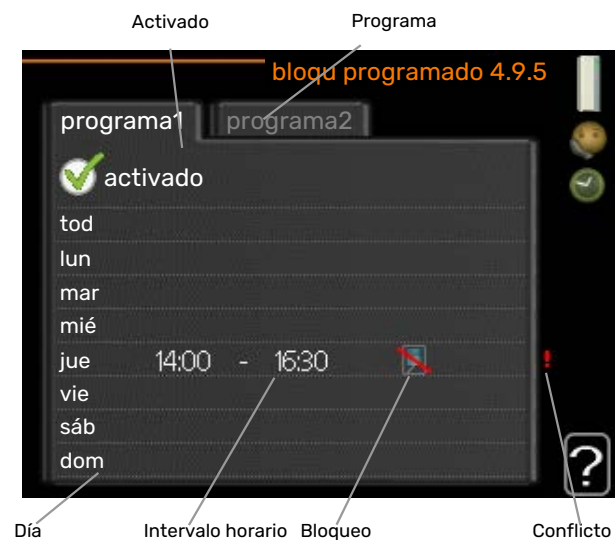 Activado Programa
bloqu programado 4.9.5
programa1 programa2
activado
tod
lun
mar
mié
jue 14:00 - 16:30 !
vie
sáb
dom
?
Día Intervalo horario Bloqueo Conflicto